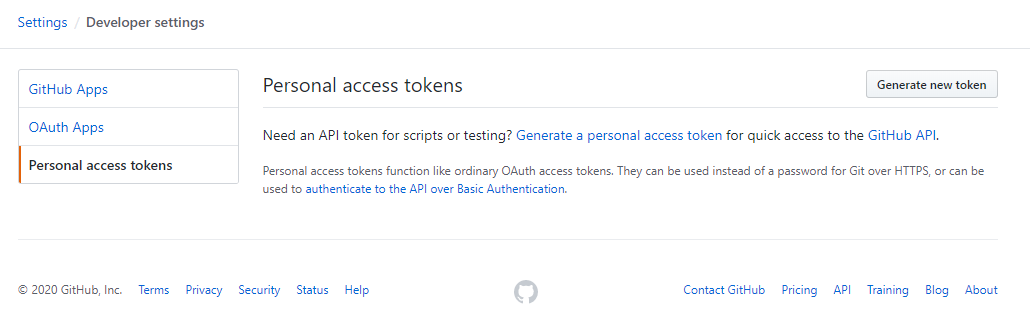 Settings / Developer settings
GitHub Apps
OAuth Apps
Personal access tokens
Personal access tokens
Generate new token
Need an API token for scripts or testing? Generate a personal access token for quick access to the GitHub API.
Personal access tokens function like ordinary OAuth access tokens. They can be used instead of a password for Git over HTTPS, or can be
used to authenticate to the API over Basic Authentication.
© 2020 GitHub, Inc. Terms Privacy Security Status Help Contact GitHub Pricing API Training Blog About